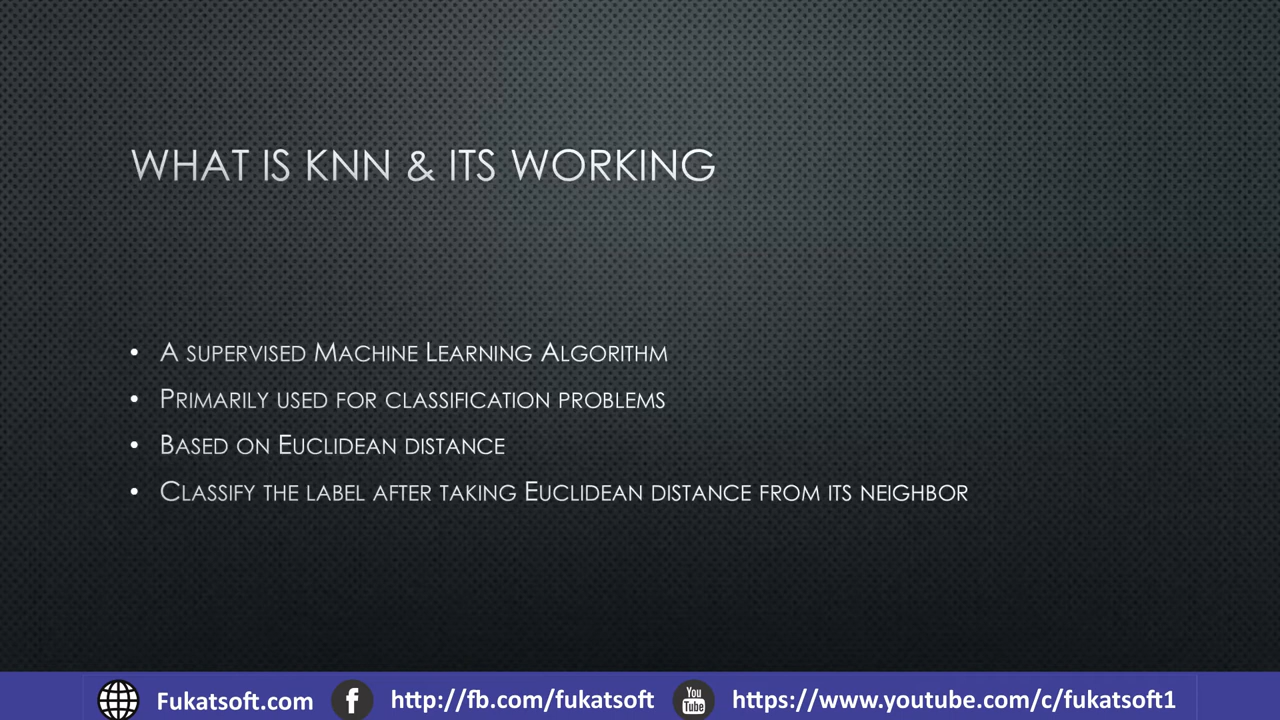 WHAT IS KNN & ITS WORKING
• A SUPERVISED MACHINE LEARNING ALGORITHM
• PRIMARILY USED FOR CLASSIFICATION PROBLEMS
• BASED ON EUCLIDEAN DISTANCE
• CLASSIFY THE LABEL AFTER TAKING EUCLIDEAN DISTANCE FROM ITS NEIGHBOR
Fukatsoft.com f http://fb.com/fukatsoft You Tube https://www.youtube.com/c/fukatsoft1